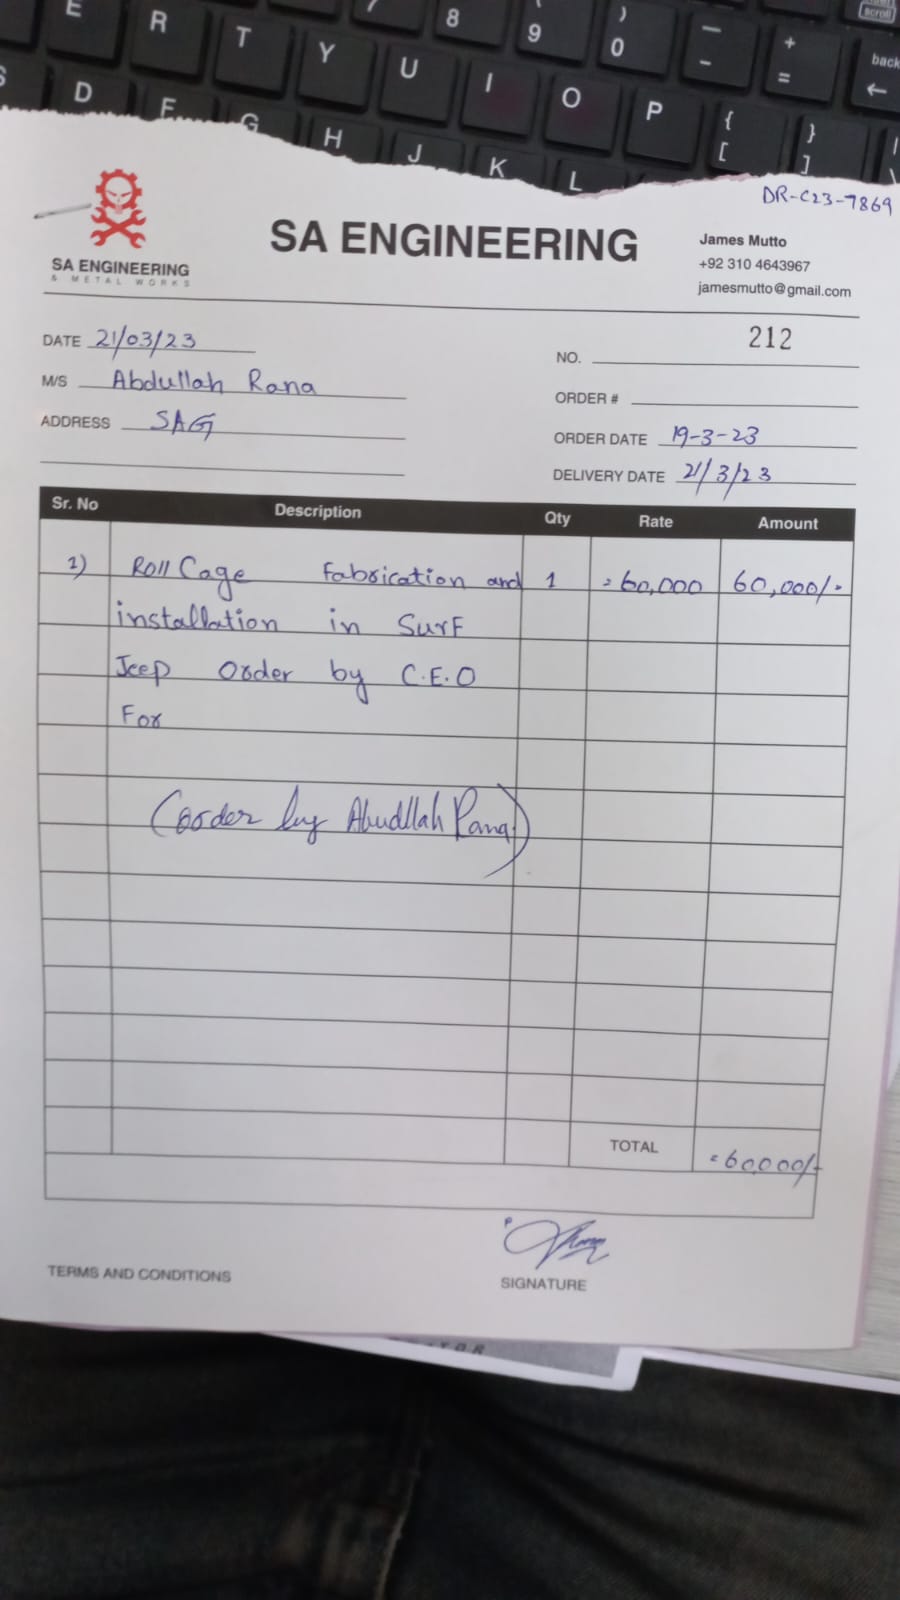 E R T Y U I 8 9 ) 0 — - + = scroll back
S D F G H J K L O P { [ } ]
DR-C23-7869
SA ENGINEERING
& METAL WORKS
SA ENGINEERING
James Mutto
+92 310 4643967
jamesmutto@gmail.com
DATE 21/03/23
M/S Abdullah Rana
ADDRESS SAG
NO. 212
ORDER #
ORDER DATE 19-3-23
DELIVERY DATE 21/3/23
Sr. No Description Qty Rate Amount
1) Roll Cage Fabrication and 1 =60,000 60,000/-
installation in Surf
Jeep Order by C.E.O
For
(Order by Abudllah Rana)
TOTAL =60,000/-
TERMS AND CONDITIONS
SIGNATURE